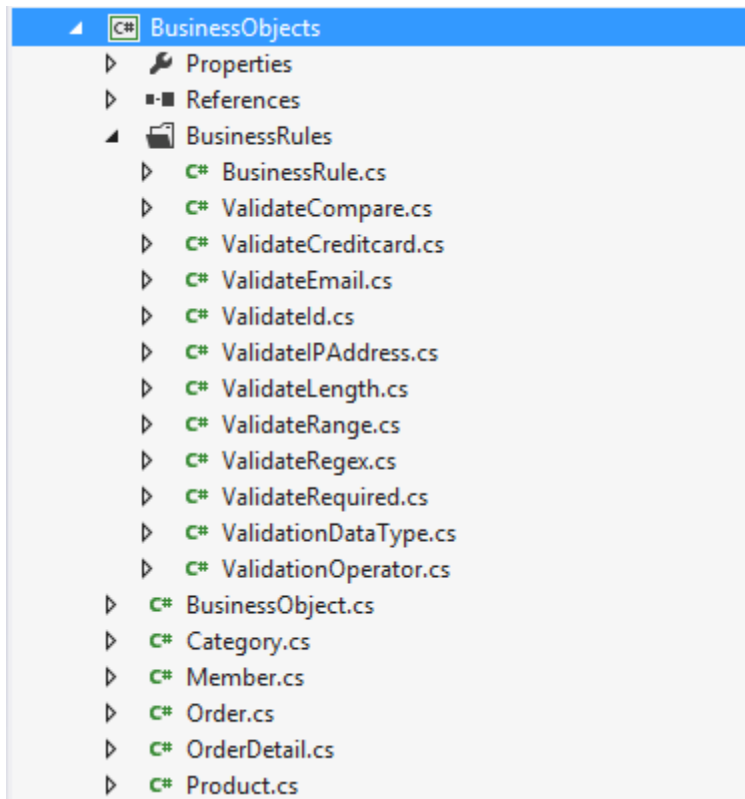 C# BusinessObjects
Properties
References
BusinessRules
C# BusinessRule.cs
C# ValidateCompare.cs
C# ValidateCreditcard.cs
C# ValidateEmail.cs
C# ValidateId.cs
C# ValidateIPAddress.cs
C# ValidateLength.cs
C# ValidateRange.cs
C# ValidateRegex.cs
C# ValidateRequired.cs
C# ValidationDataType.cs
C# ValidationOperator.cs
C# BusinessObject.cs
C# Category.cs
C# Member.cs
C# Order.cs
C# OrderDetail.cs
C# Product.cs